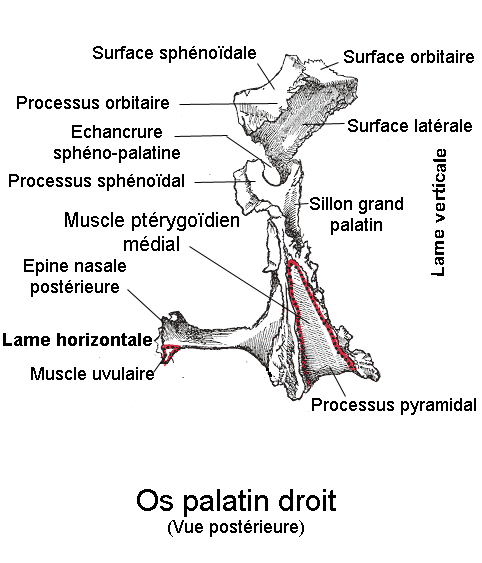 Surface sphénoïdale
Surface orbitaire
Processus orbitaire
Echancrure
sphéno-palatine
Surface latérale
Processus sphénoïdal
Sillon grand
palatin
Lame verticale
Muscle ptérygoïdien
médial
Epine nasale
postérieure
Lame horizontale
Muscle uvulaire
Processus pyramidal
Os palatin droit
(Vue postérieure)